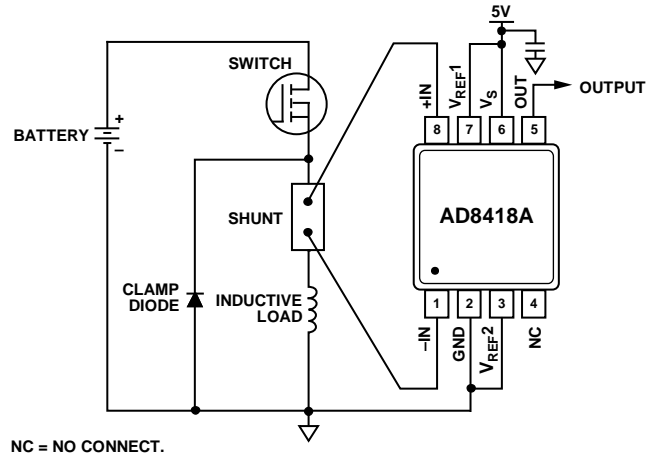 5V
SWITCH
+IN
VREF1
VS
OUT
OUTPUT
BATTERY
+
–
8
7
6
5
SHUNT
AD8418A
CLAMP
DIODE
INDUCTIVE
LOAD
1
2
3
4
–IN
GND
VREF2
NC
NC = NO CONNECT.